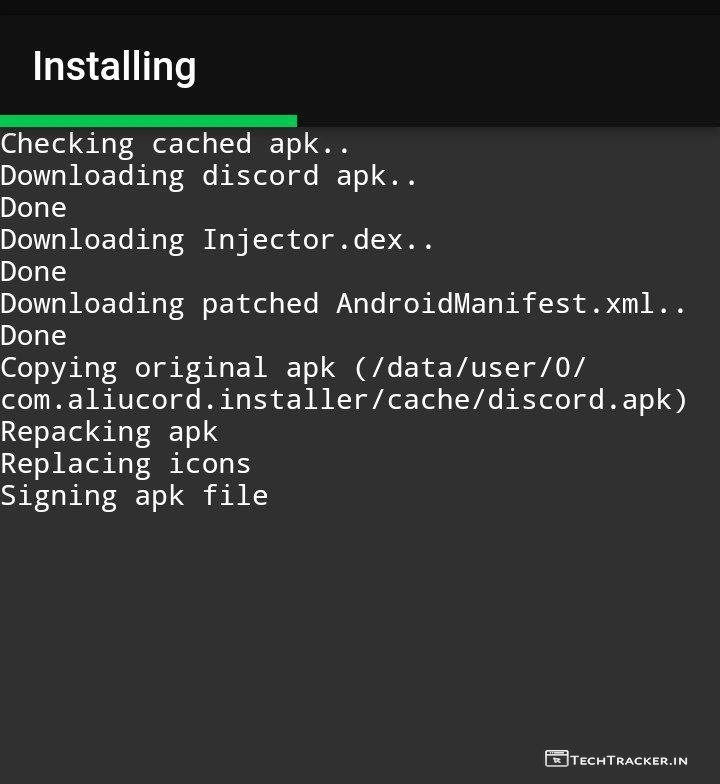 Installing
Checking cached apk..
Downloading discord apk..
Done
Downloading Injector.dex..
Done
Downloading patched AndroidManifest.xml..
Done
Copying original apk (/data/user/0/
com.aliucord.installer/cache/discord.apk)
Repacking apk
Replacing icons
Signing apk file
TECHTRACKER.IN